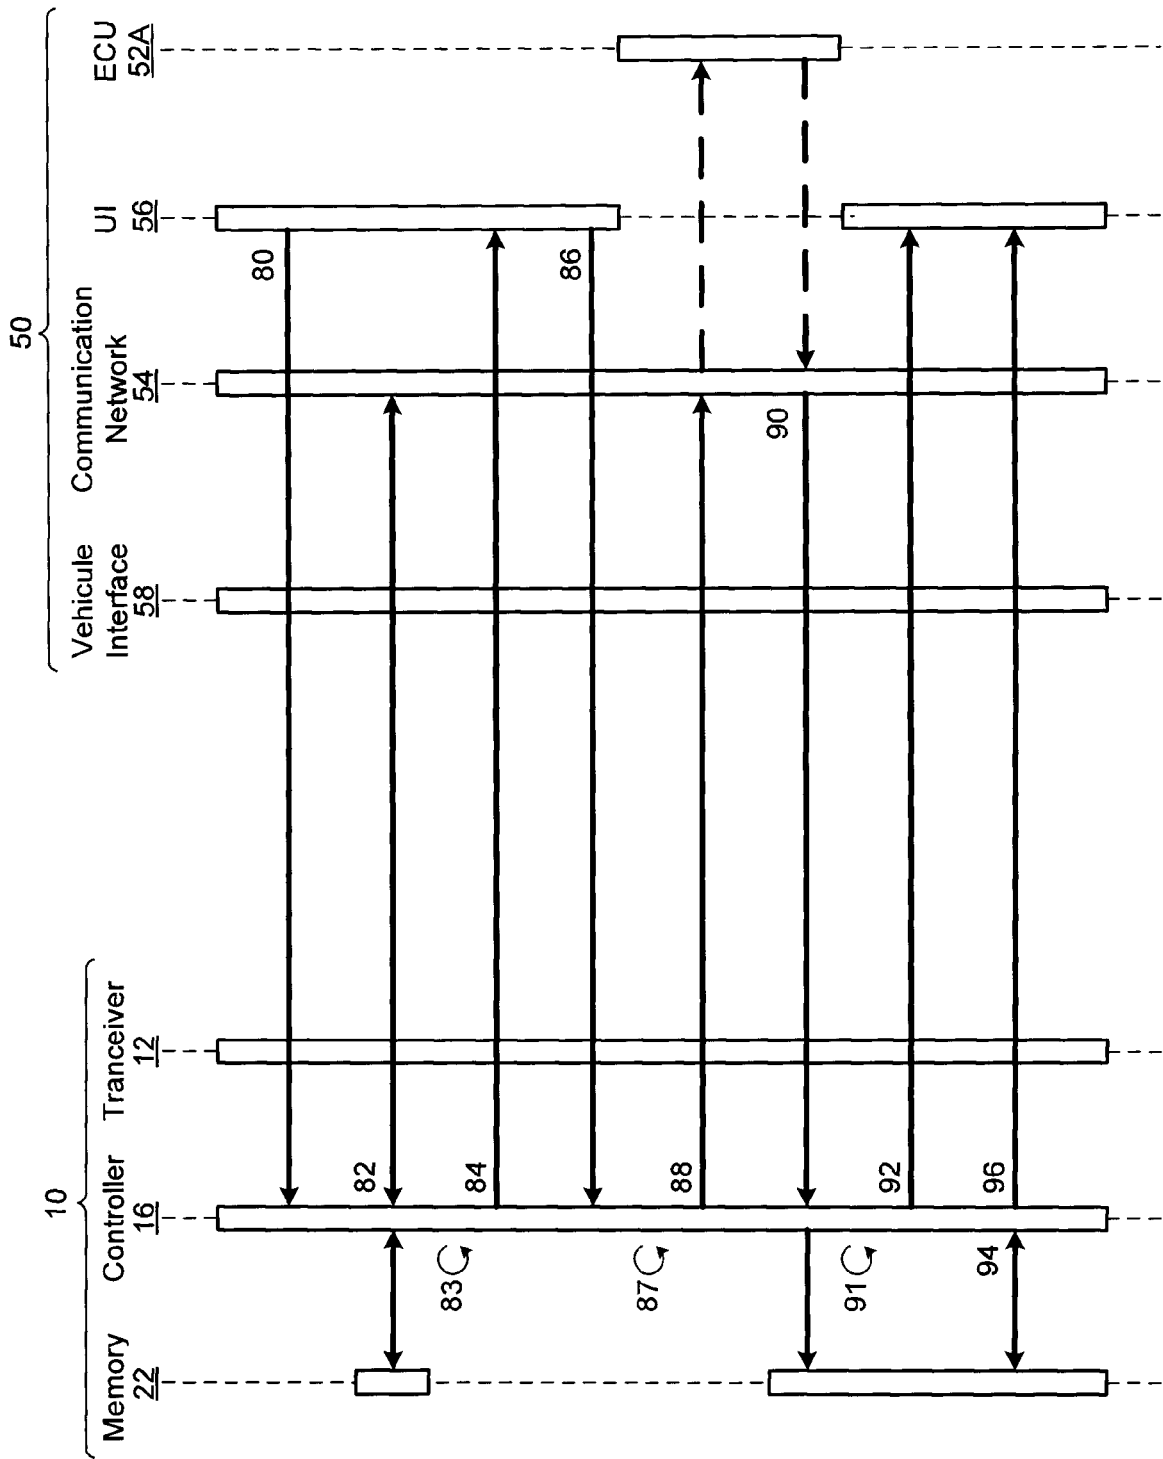 10
50
Memory
22
Controller
16
Tranceiver
12
Vehicule
Interface
58
Communication
Network
54
UI
56
ECU
52A
80
82
83
84
86
87
88
90
91
92
94
96